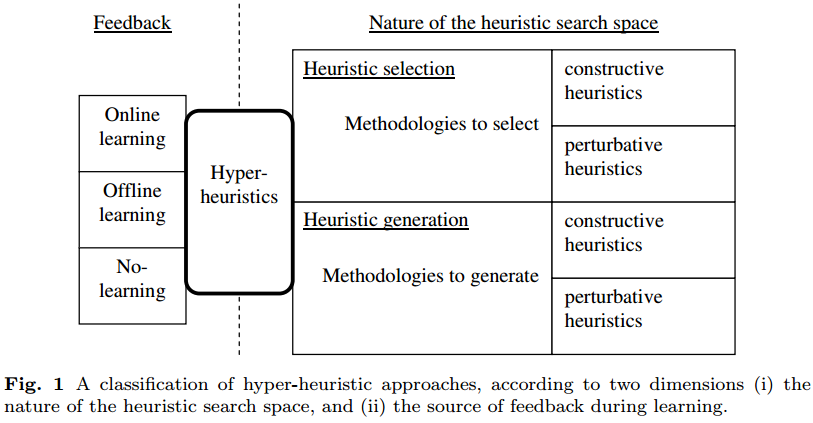 Feedback
Nature of the heuristic search space
Online
learning
Offline
learning
No-
learning
Hyper-
heuristics
Heuristic selection
Methodologies to select
constructive
heuristics
perturbative
heuristics
Heuristic generation
Methodologies to generate
constructive
heuristics
perturbative
heuristics
Fig. 1 A classification of hyper-heuristic approaches, according to two dimensions (i) the
nature of the heuristic search space, and (ii) the source of feedback during learning.